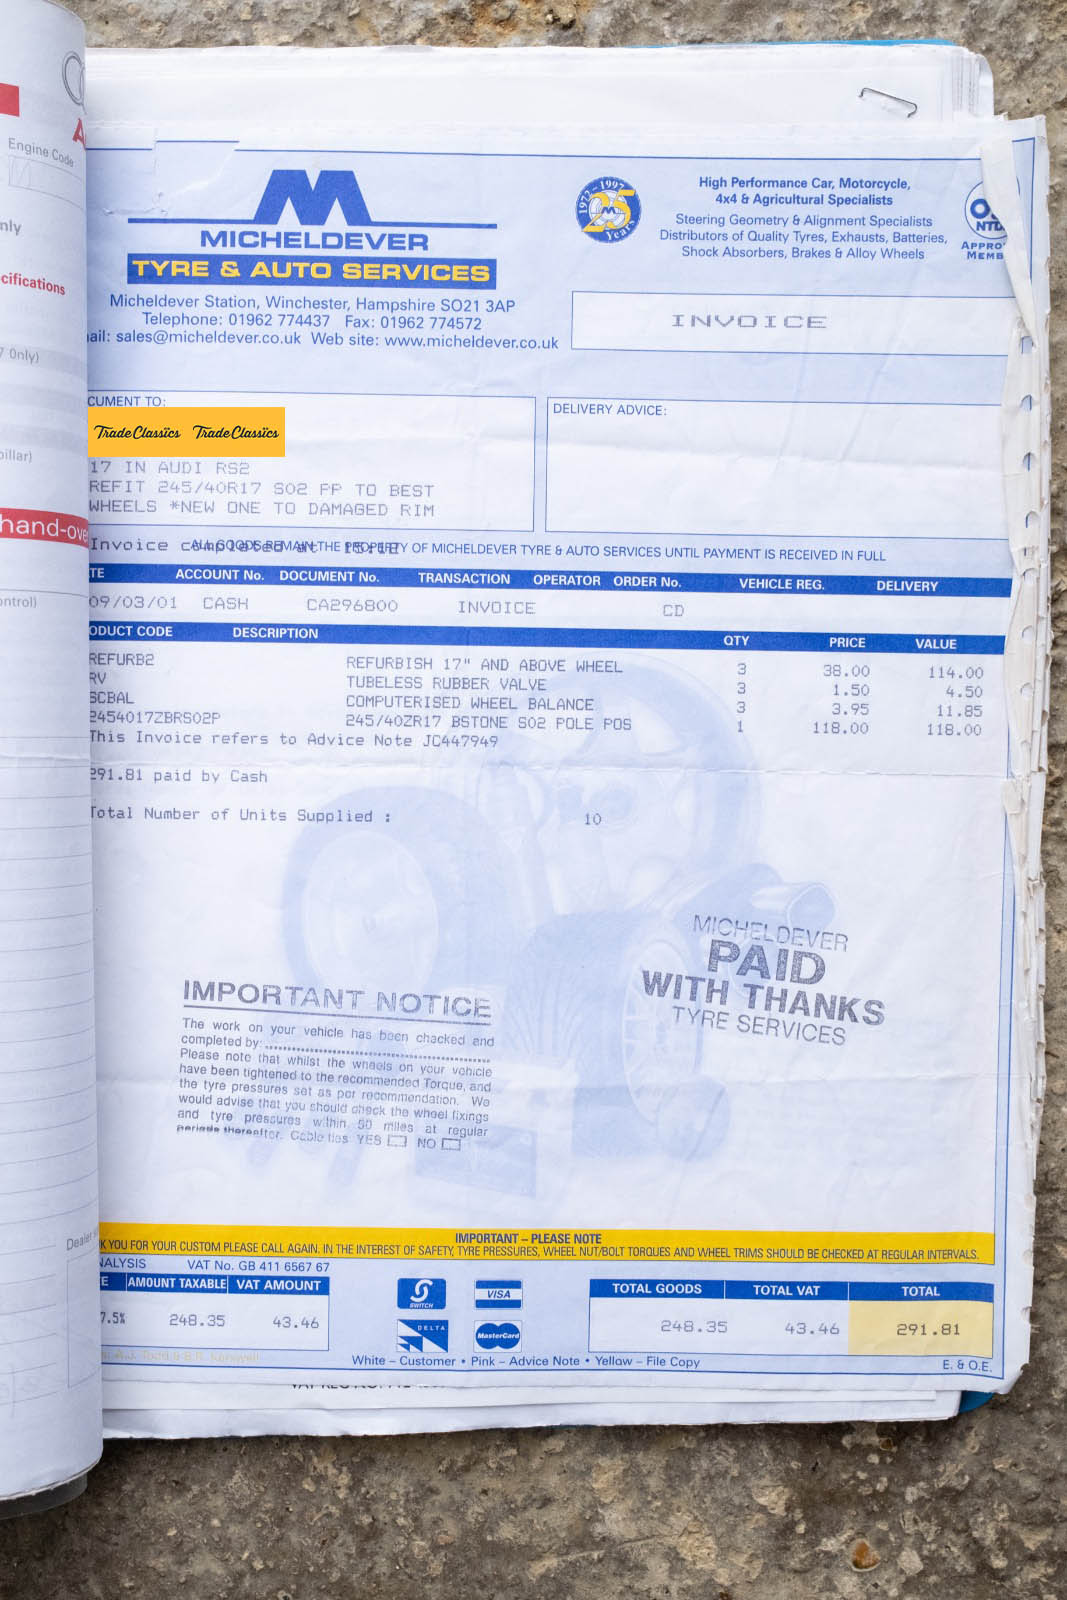 Engine Code
nly
cifications
7 Only)
pillar)
hand-ove
ontrol)
Dealer
MICHELDEVER
TYRE & AUTO SERVICES
Micheldever Station, Winchester, Hampshire SO21 3AP
Telephone: 01962 774437 Fax: 01962 774572
ail: sales@micheldever.co.uk Web site: www.micheldever.co.uk
1972 - 1997
25
Years
High Performance Car, Motorcycle,
4x4 & Agricultural Specialists
Steering Geometry & Alignment Specialists
Distributors of Quality Tyres, Exhausts, Batteries,
Shock Absorbers, Brakes & Alloy Wheels
NTD
APPRO
MEMB
INVOICE
CUMENT TO:
Trade Classics Trade Classics
17 IN AUDI RS2
REFIT 245/40R17 S02 PP TO BEST
WHEELS *NEW ONE TO DAMAGED RIM
DELIVERY ADVICE:
Invoice completed at 15:12
ALL GOODS REMAIN THE PROPERTY OF MICHELDEVER TYRE & AUTO SERVICES UNTIL PAYMENT IS RECEIVED IN FULL
TE ACCOUNT No. DOCUMENT No. TRANSACTION OPERATOR ORDER No. VEHICLE REG. DELIVERY
09/03/01 CASH CA296800 INVOICE CD
ODUCT CODE DESCRIPTION QTY PRICE VALUE
REFURB2 REFURBISH 17" AND ABOVE WHEEL 3 38.00 114.00
RV TUBELESS RUBBER VALVE 3 1.50 4.50
SCBAL COMPUTERISED WHEEL BALANCE 3 3.95 11.85
2454017ZBRS02P 245/40ZR17 BSTONE S02 POLE POS 1 118.00 118.00
This Invoice refers to Advice Note JC447949
291.81 paid by Cash
Total Number of Units Supplied : 10
MICHELDEVER
PAID
WITH THANKS
TYRE SERVICES
IMPORTANT NOTICE
The work on your vehicle has been chacked and
completed by:
Please note that whilst the wheels on your vehicle
have been tightened to the recommended Torque, and
the tyre pressures set as per recommendation. We
would advise that you should check the wheel fixings
and tyre pressures within 50 miles at regular
periods thereafter. Cable ties YES NO
IMPORTANT – PLEASE NOTE
K YOU FOR YOUR CUSTOM PLEASE CALL AGAIN. IN THE INTEREST OF SAFETY, TYRE PRESSURES, WHEEL NUT/BOLT TORQUES AND WHEEL TRIMS SHOULD BE CHECKED AT REGULAR INTERVALS.
NALYSIS VAT No. GB 411 6567 67
E AMOUNT TAXABLE VAT AMOUNT
7.5% 248.35 43.46
SWITCH
VISA
DELTA
MasterCard
TOTAL GOODS TOTAL VAT TOTAL
248.35 43.46 291.81
White – Customer • Pink – Advice Note • Yellow – File Copy
E. & O.E.